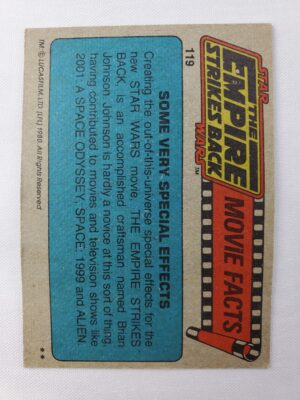 119
STAR
THE
EMPIRE
STRIKES BACK
WARS™
MOVIE FACTS
SOME VERY SPECIAL EFFECTS
Creating the out-of-this-universe special effects for the
new STAR WARS movie, THE EMPIRE STRIKES
BACK, is an accomplished craftsman named Brian
Johnson. Johnson is hardly a novice at this sort of thing,
having contributed to movies and television shows like
2001: A SPACE ODYSSEY, SPACE: 1999 and ALIEN.
TM: © LUCASFILM, LTD. (LFL) 1980. All Rights Reserved
**